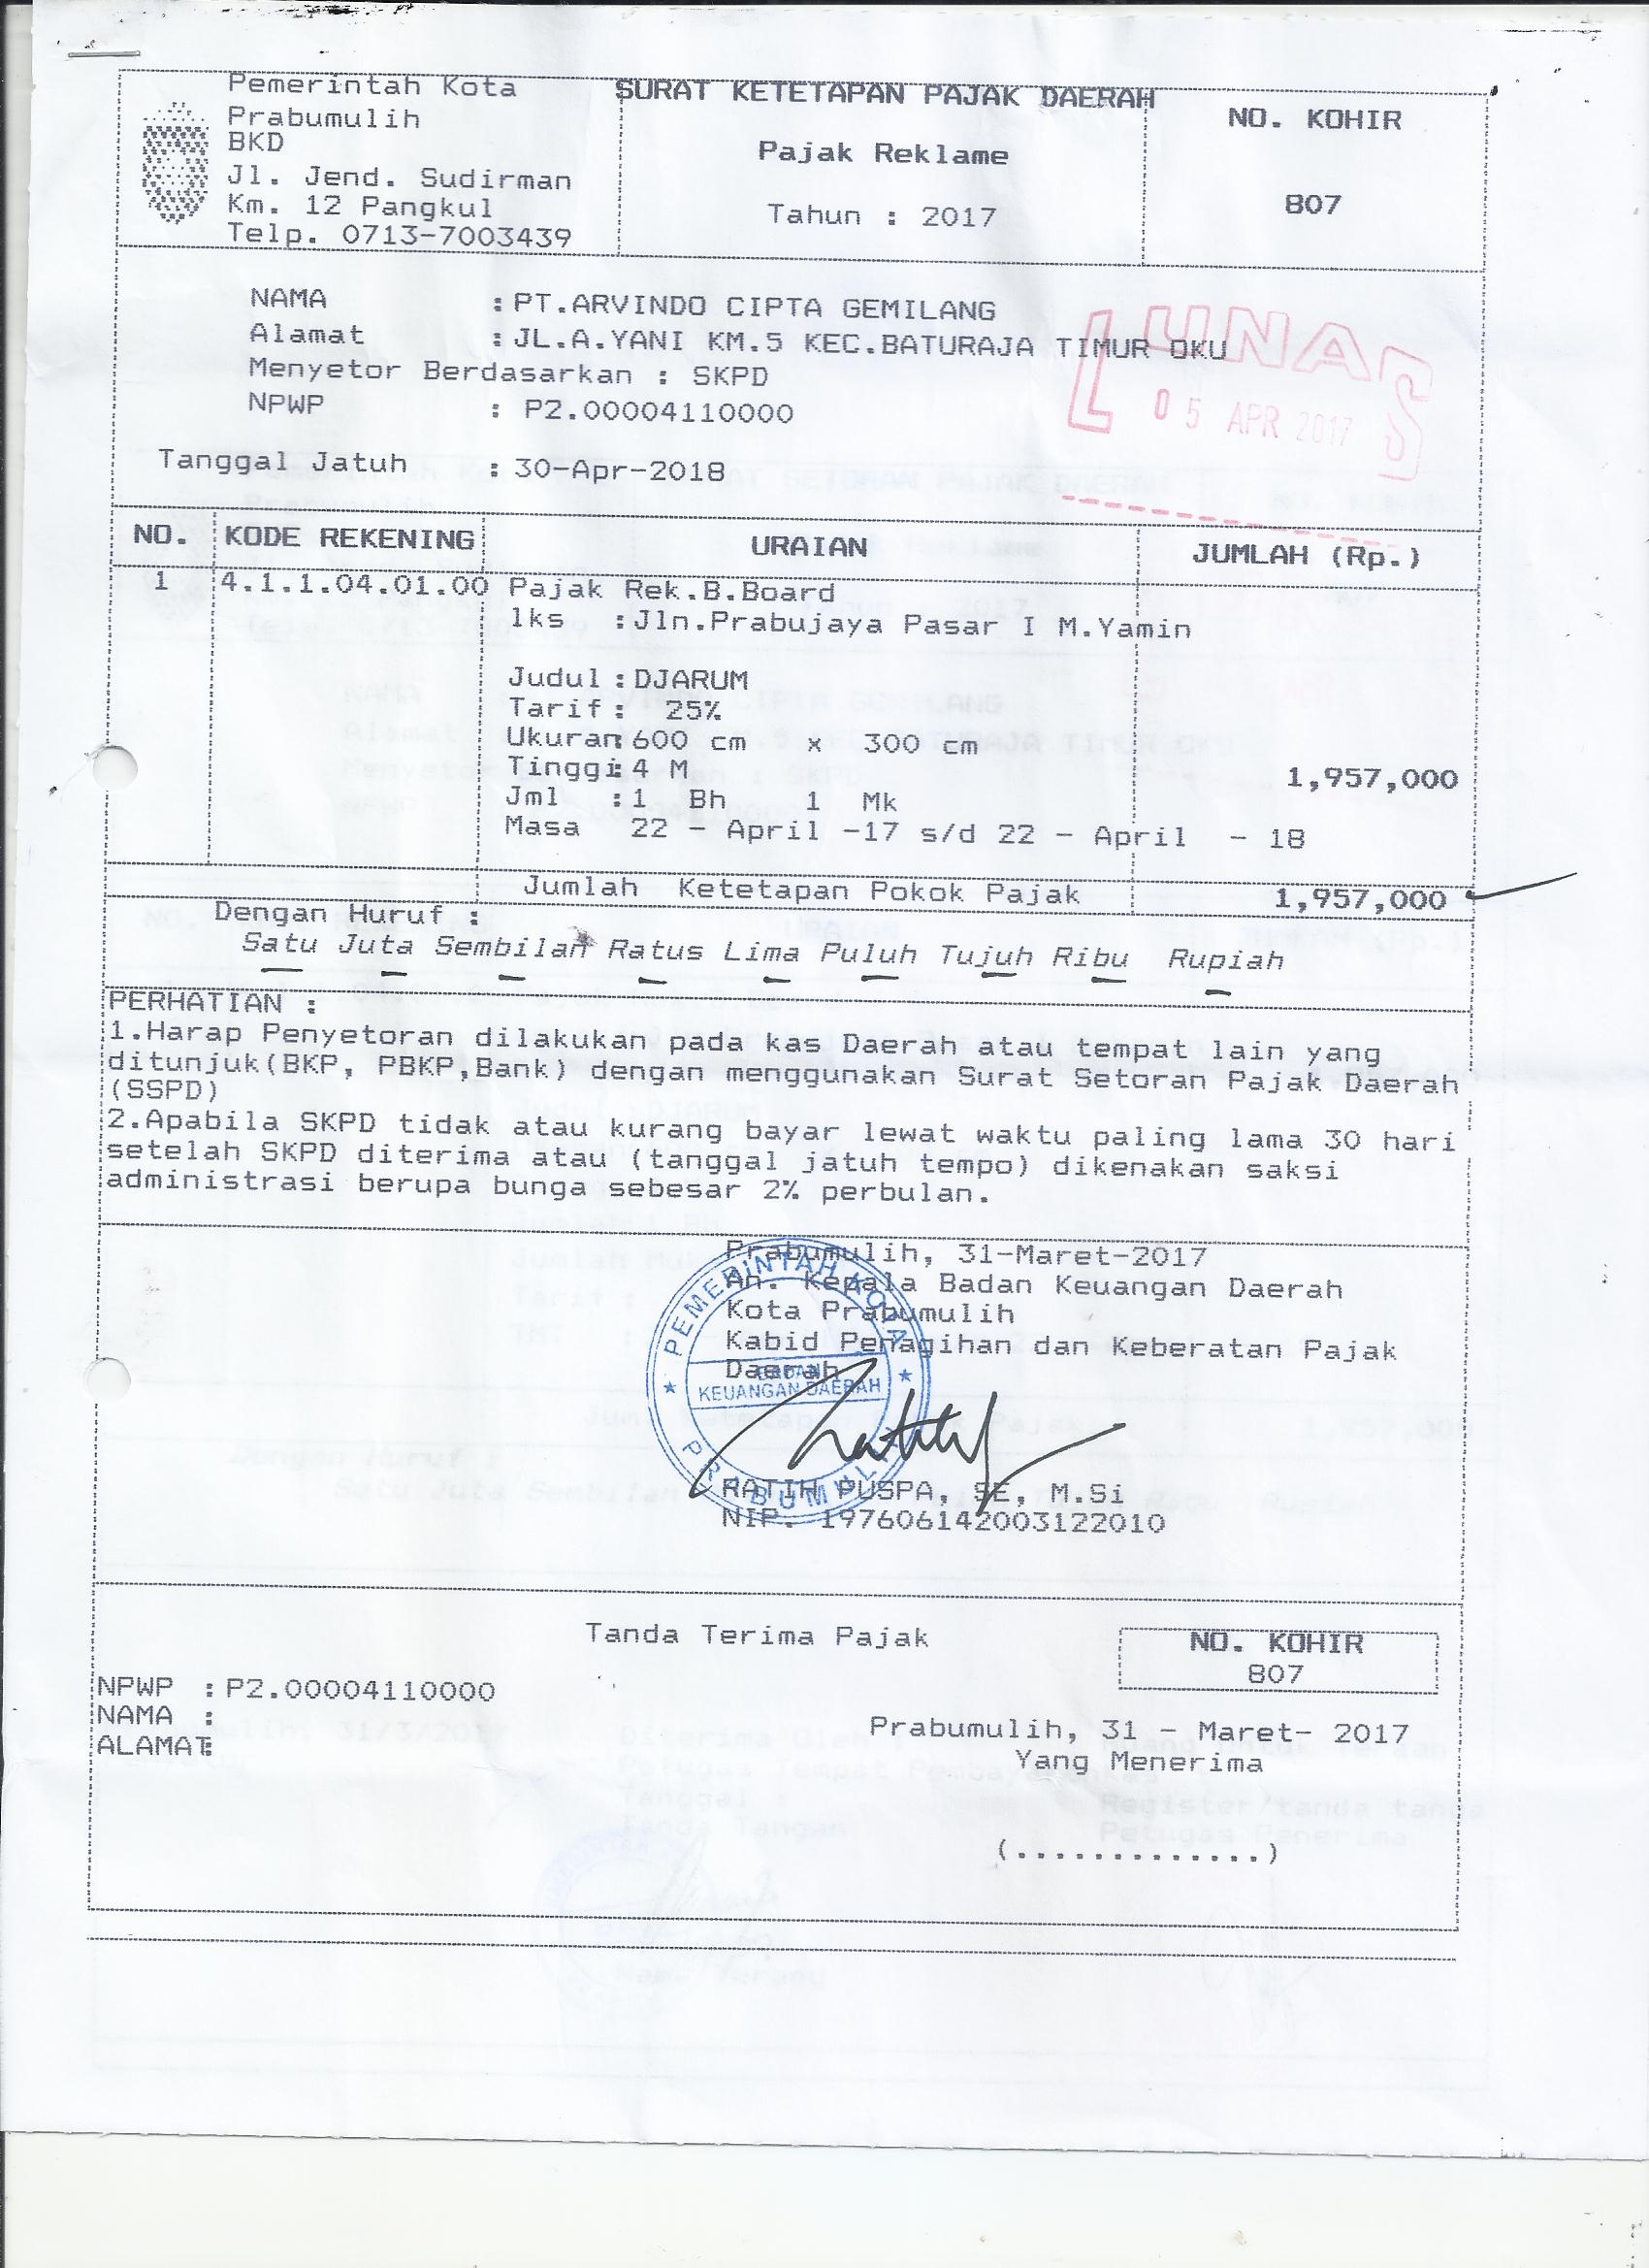 Pemerintah Kota
Prabumulih
BKD
Jl. Jend. Sudirman
Km. 12 Pangkul
Telp. 0713-7003439
SURAT KETETAPAN PAJAK DAERAH
Pajak Reklame
Tahun : 2017
NO. KOHIR
807
NAMA : PT.ARVINDO CIPTA GEMILANG
Alamat : JL.A.YANI KM.5 KEC.BATURAJA TIMUR OKU
Menyetor Berdasarkan : SKPD
NPWP : P2.00004110000
Tanggal Jatuh : 30-Apr-2018
LUNAS
05 APR 2017
NO. KODE REKENING URAIAN JUMLAH (Rp.)
1 4.1.1.04.01.00 Pajak Rek.B.Board
lks :Jln.Prabujaya Pasar I M.Yamin
Judul : DJARUM
Tarif : 25%
Ukuran: 600 cm x 300 cm
Tinggi: 4 M 1,957,000
Jml : 1 Bh 1 Mk
Masa 22 - April -17 s/d 22 - April - 18
Jumlah Ketetapan Pokok Pajak 1,957,000
Dengan Huruf :
Satu Juta Sembilan Ratus Lima Puluh Tujuh Ribu Rupiah
PERHATIAN :
1.Harap Penyetoran dilakukan pada kas Daerah atau tempat lain yang
ditunjuk(BKP, PBKP,Bank) dengan menggunakan Surat Setoran Pajak Daerah
(SSPD)
2.Apabila SKPD tidak atau kurang bayar lewat waktu paling lama 30 hari
setelah SKPD diterima atau (tanggal jatuh tempo) dikenakan saksi
administrasi berupa bunga sebesar 2% perbulan.
Prabumulih, 31-Maret-2017
An. Kepala Badan Keuangan Daerah
Kota Prabumulih
Kabid Penagihan dan Keberatan Pajak
Daerah
PEMERINTAH KOTA
BADAN
KEUANGAN DAERAH
PRABUMULIH
RATIH PUSPA, SE, M.Si
NIP. 197606142003122010
Tanda Terima Pajak
NO. KOHIR
807
NPWP : P2.00004110000
NAMA :
ALAMAT:
Prabumulih, 31 - Maret- 2017
Yang Menerima
(.............)